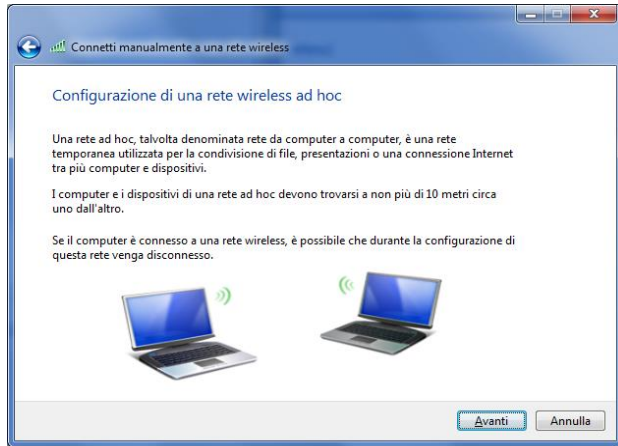 Connetti manualmente a una rete wireless
Configurazione di una rete wireless ad hoc
Una rete ad hoc, talvolta denominata rete da computer a computer, è una rete
temporanea utilizzata per la condivisione di file, presentazioni o una connessione Internet
tra più computer e dispositivi.
I computer e i dispositivi di una rete ad hoc devono trovarsi a non più di 10 metri circa
uno dall'altro.
Se il computer è connesso a una rete wireless, è possibile che durante la configurazione di
questa rete venga disconnesso.
Avanti Annulla